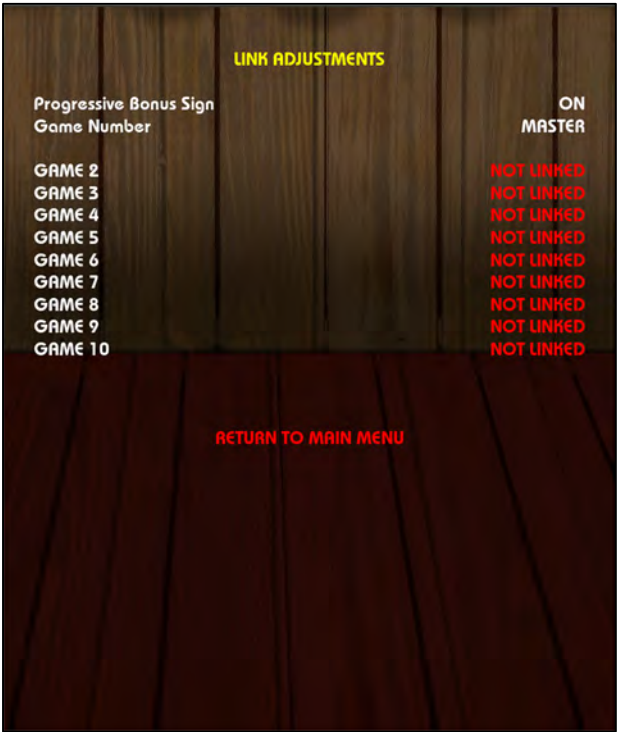 LINK ADJUSTMENTS
Progressive Bonus Sign ON
Game Number MASTER
GAME 2 NOT LINKED
GAME 3 NOT LINKED
GAME 4 NOT LINKED
GAME 5 NOT LINKED
GAME 6 NOT LINKED
GAME 7 NOT LINKED
GAME 8 NOT LINKED
GAME 9 NOT LINKED
GAME 10 NOT LINKED
RETURN TO MAIN MENU